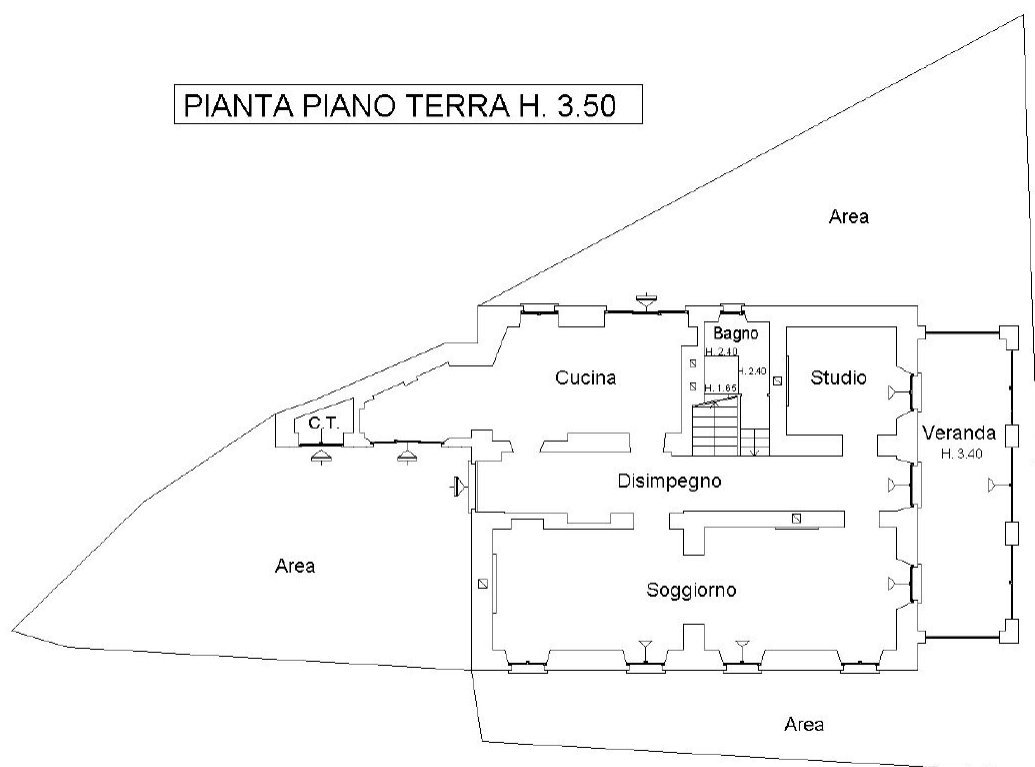 PIANTA PIANO TERRA H. 3.50
Area
Bagno
H. 2.40
H. 2.40
Cucina
Studio
H. 1.65
C.T.
Veranda
H. 3.40
Disimpegno
Area
Soggiorno
Area